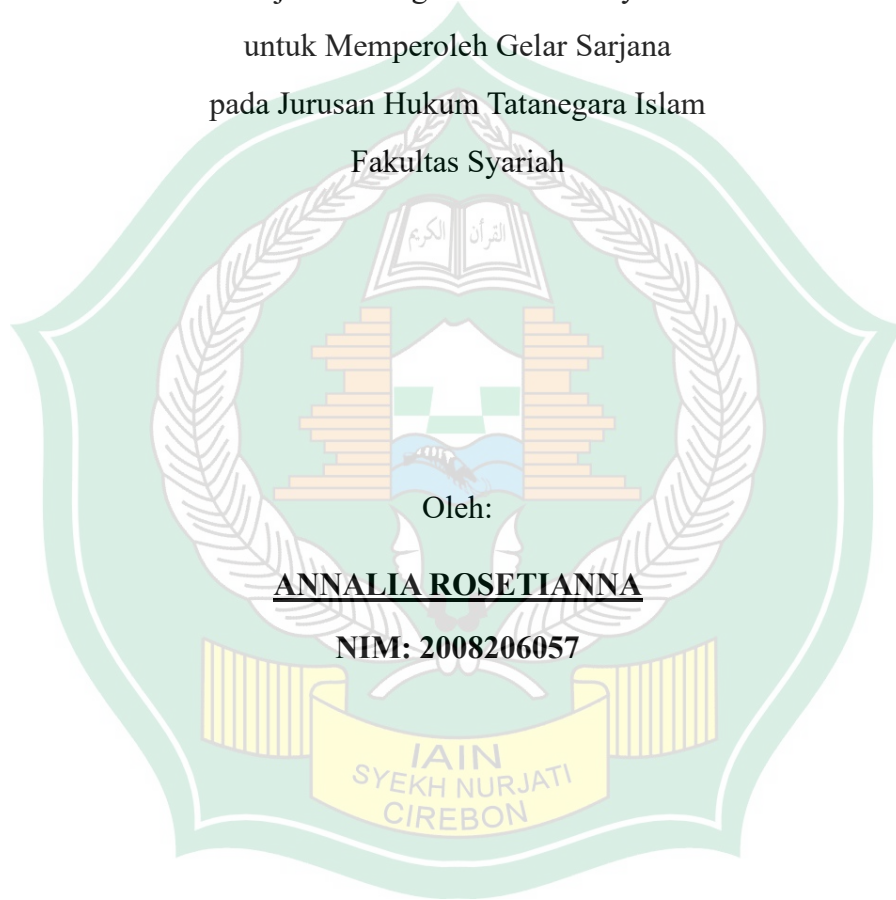 untuk Memperoleh Gelar Sarjana
pada Jurusan Hukum Tatanegara Islam
Fakultas Syariah
القرآن الكريم
Oleh:
ANNALIA ROSETIANNA
NIM: 2008206057
IAIN
SYEKH NURJATI
CIREBON